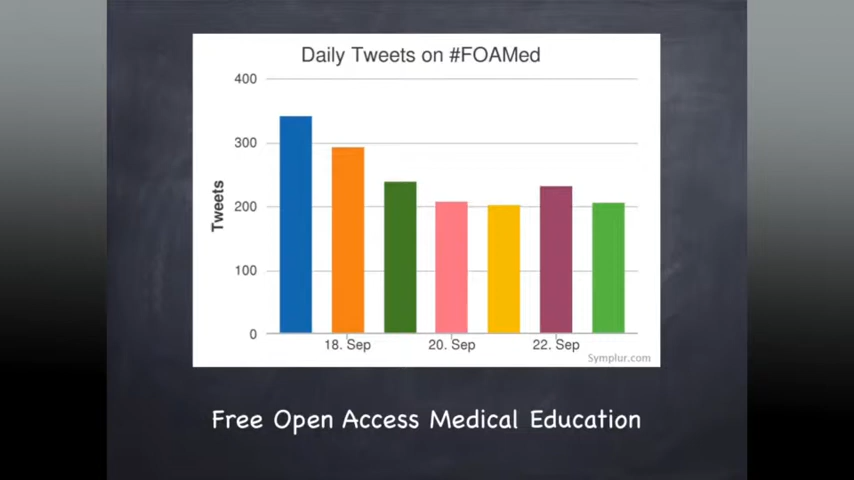 Daily Tweets on #FOAMed
400
300
200
100
0
Tweets
18. Sep
20. Sep
22. Sep
Symplur.com
Free Open Access Medical Education